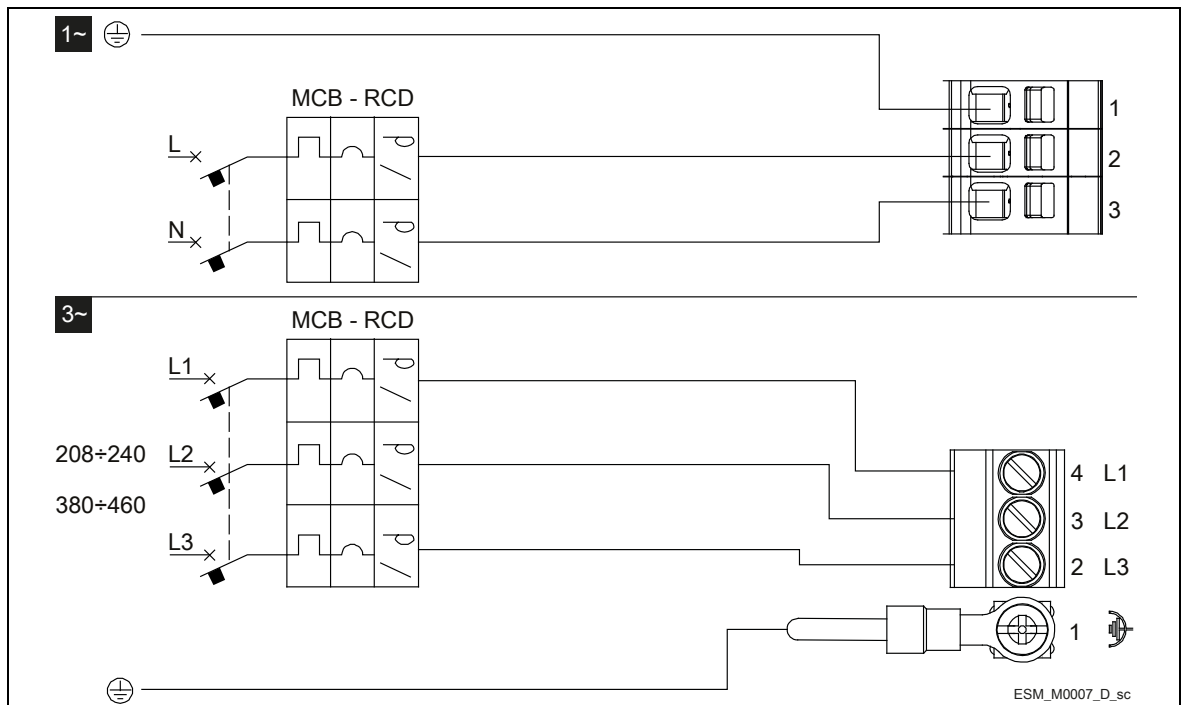 1~
MCB - RCD
L
N
1
2
3
3~
MCB - RCD
L1
208÷240 L2
380÷460
L3
4 L1
3 L2
2 L3
1
ESM_M0007_D_sc